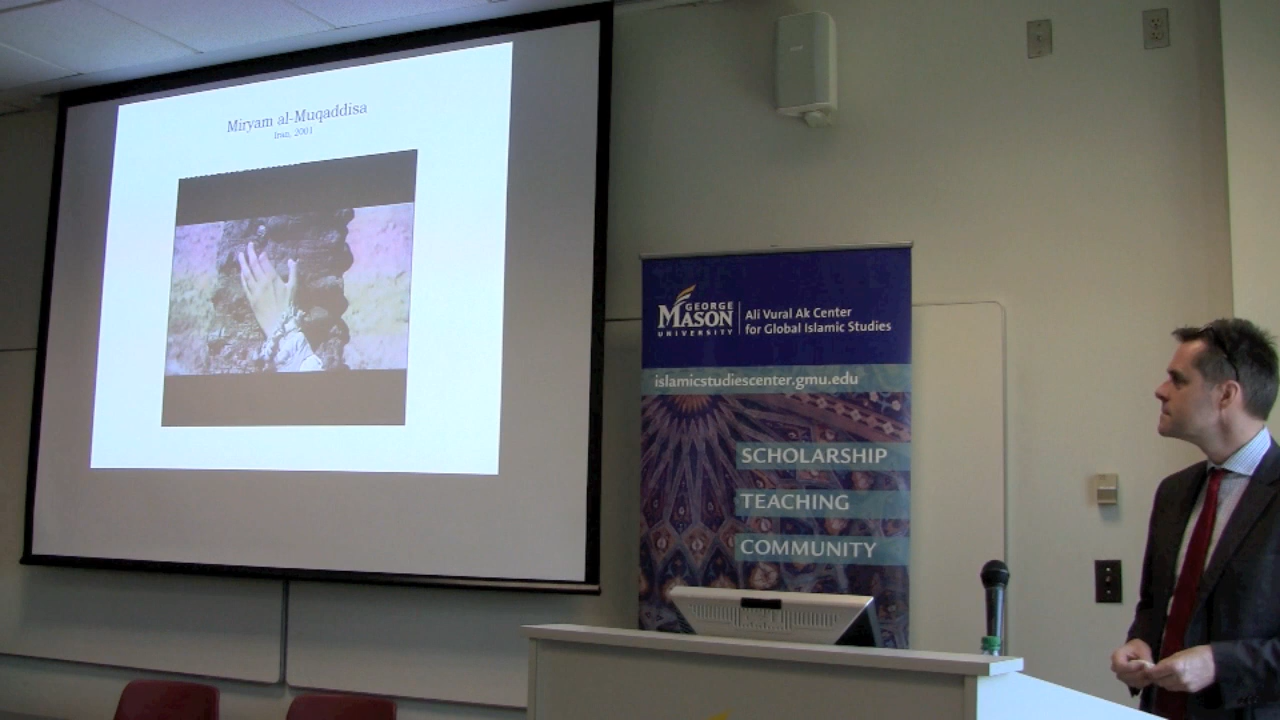 Miryam al-Muqaddisa
Iran, 2001
GEORGE
MASON
UNIVERSITY
Ali Vural Ak Center
for Global Islamic Studies
islamicstudiescenter.gmu.edu
SCHOLARSHIP
TEACHING
COMMUNITY